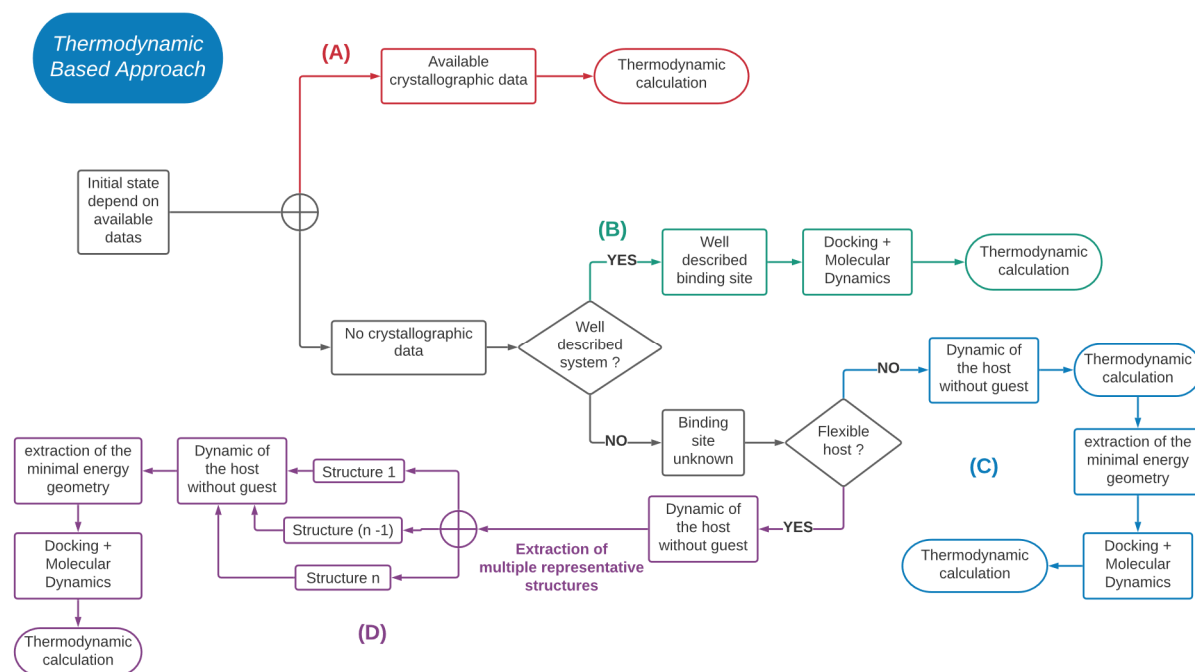 Thermodynamic
Based Approach
(A)
Available
crystallographic data
Thermodynamic
calculation
Initial state
depend on
available
datas
(B)
YES
Well
described
binding site
Docking +
Molecular
Dynamics
Thermodynamic
calculation
No crystallographic
data
Well
described
system ?
NO
Binding
site
unknown
Flexible
host ?
NO
Dynamic of
the host
without guest
Thermodynamic
calculation
extraction of the
minimal energy
geometry
(C)
Docking +
Molecular
Dynamics
Thermodynamic
calculation
YES
Dynamic of
the host
without guest
Extraction of
multiple representative
structures
Structure 1
Structure (n -1)
Structure n
Dynamic of
the host
without guest
extraction of the
minimal energy
geometry
Docking +
Molecular
Dynamics
Thermodynamic
calculation
(D)